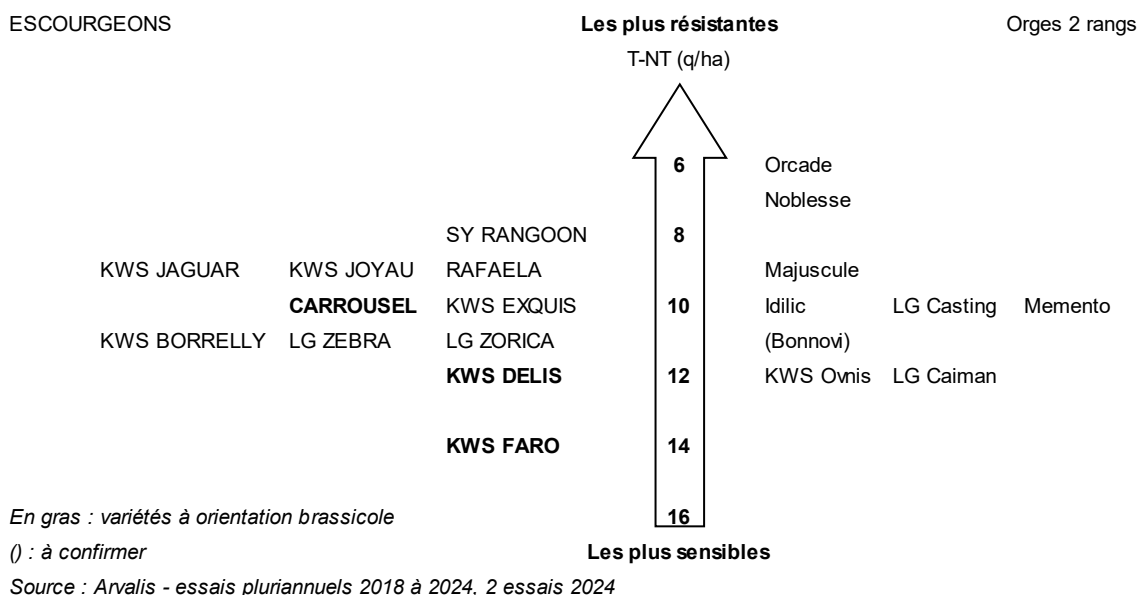 ESCOURGEONS Les plus résistantes Orges 2 rangs
T-NT (q/ha)
6 Orcade
Noblesse
SY RANGOON 8
KWS JAGUAR KWS JOYAU RAFAELA Majuscule
CARROUSEL KWS EXQUIS 10 Idilic LG Casting Memento
KWS BORRELLY LG ZEBRA LG ZORICA (Bonnovi)
KWS DELIS 12 KWS Ovnis LG Caiman
KWS FARO 14
En gras : variétés à orientation brassicole 16
() : à confirmer Les plus sensibles
Source : Arvalis - essais pluriannuels 2018 à 2024, 2 essais 2024